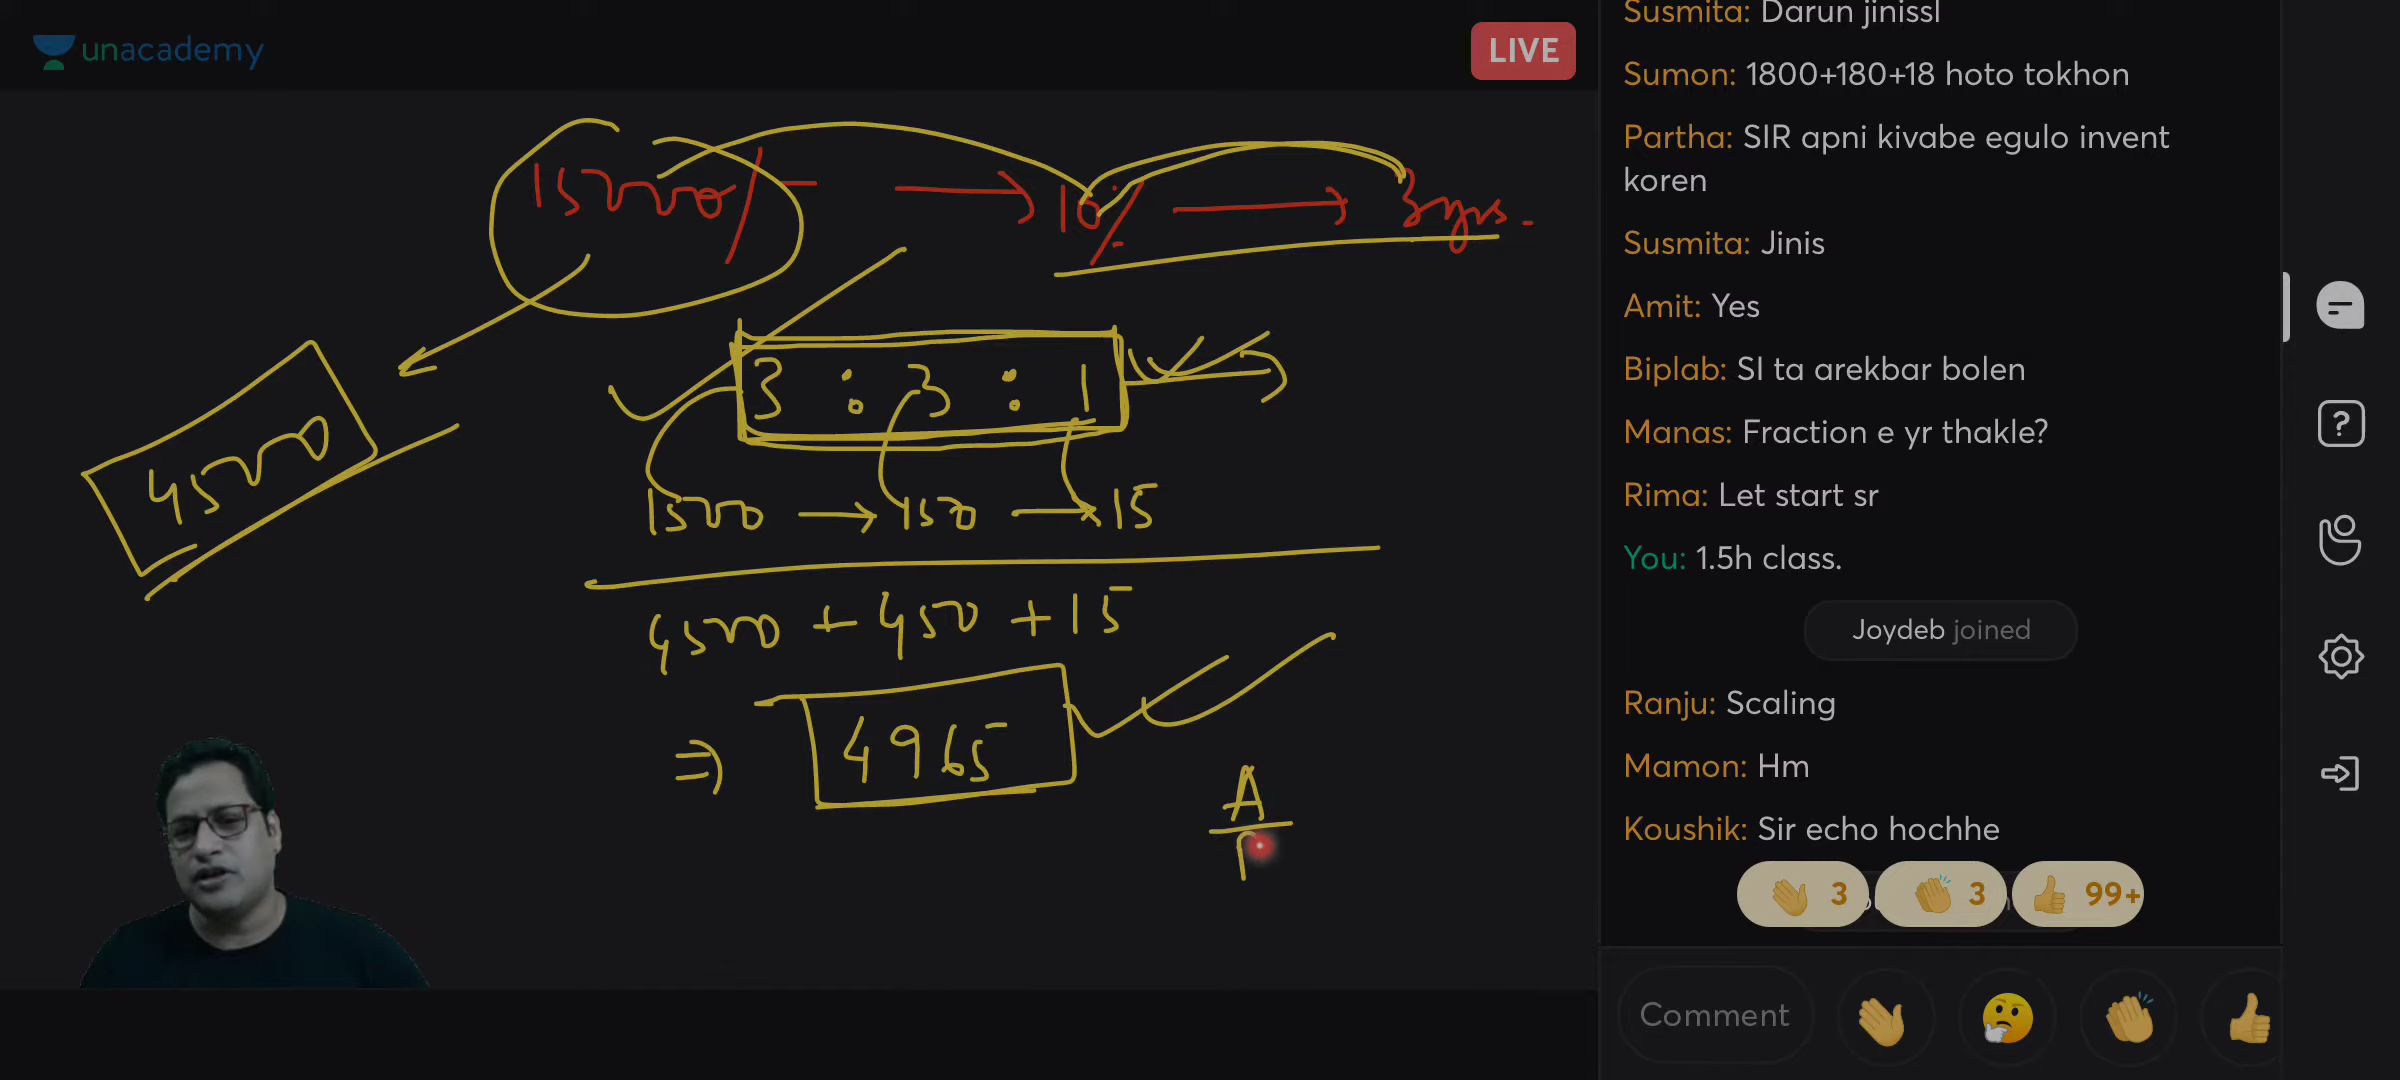 unacademy
LIVE
15000/- → 10% → 3yrs.
3 : 3 : 1
4500
1500 → 150 → 15
4500 + 450 + 15
⇒ 4965
A
Susmita: Darun jinissl
Sumon: 1800+180+18 hoto tokhon
Partha: SIR apni kivabe egulo invent
koren
Susmita: Jinis
Amit: Yes
Biplab: SI ta arekbar bolen
Manas: Fraction e yr thakle?
Rima: Let start sr
You: 1.5h class.
Joydeb joined
Ranju: Scaling
Mamon: Hm
Koushik: Sir echo hochhe
3 3 99+
Comment